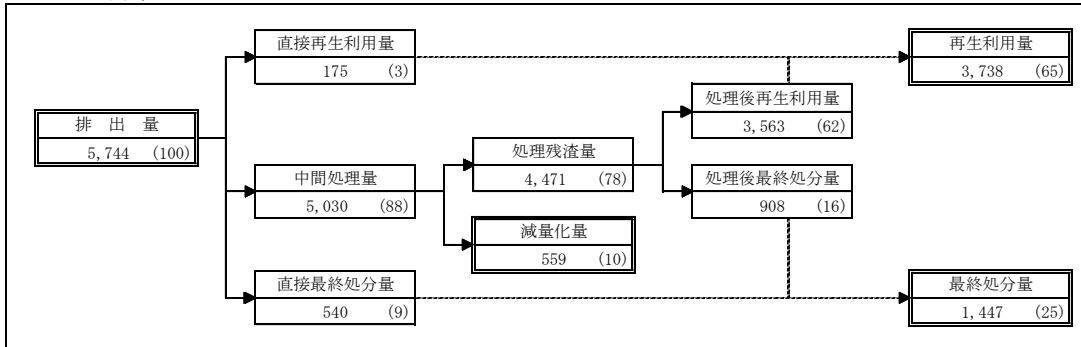 直接再生利用量
175 (3)
再生利用量
3,738 (65)
処理後再生利用量
3,563 (62)
排 出 量
5,744 (100)
処理残渣量
4,471 (78)
中間処理量
5,030 (88)
処理後最終処分量
908 (16)
減量化量
559 (10)
直接最終処分量
540 (9)
最終処分量
1,447 (25)